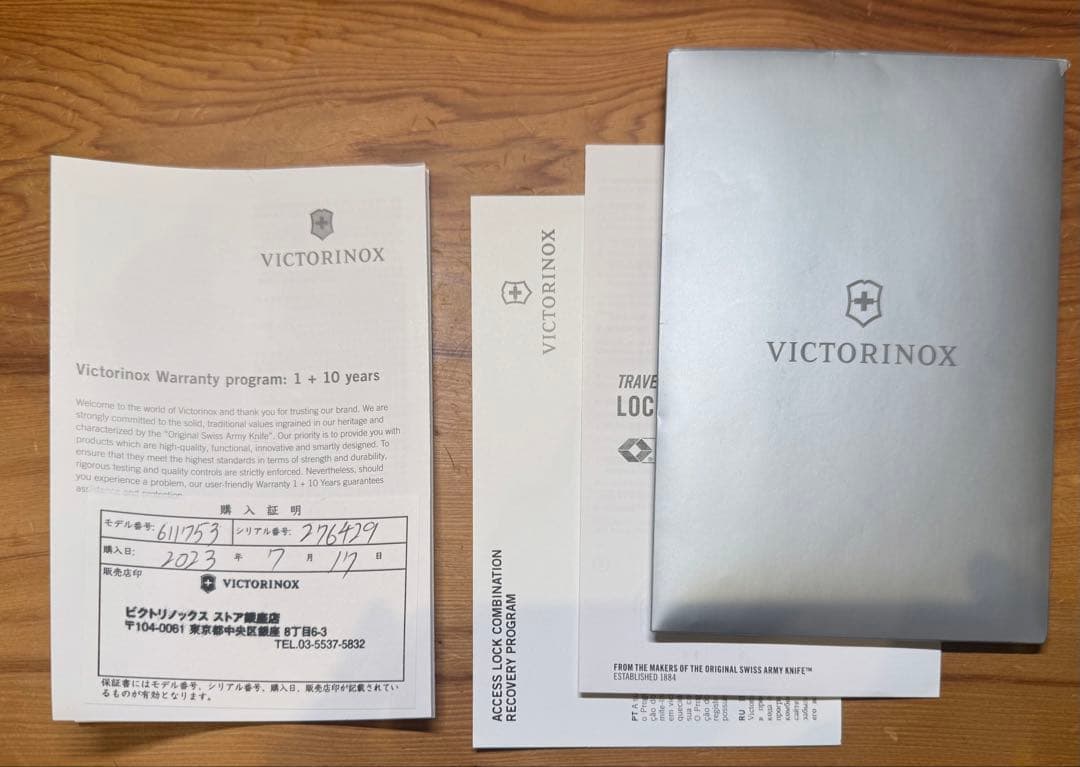 VICTORINOX
Victorinox Warranty program: 1 + 10 years
Welcome to the world of Victorinox and thank you for trusting our brand. We are
strongly committed to the solid, traditional values ingrained in our heritage and
characterized by the "Original Swiss Army Knife". Our priority is to provide you with
products which are high-quality, functional, innovative and smartly designed. To
ensure that they meet the highest standards in terms of strength and durability,
rigorous testing and quality controls are strictly enforced. Nevertheless, should
you experience a problem, our user-friendly Warranty 1 + 10 Years guarantees
購入証明
モデル番号: 611753 シリアル番号: 276429
購入日: 2023 年 7 月 17 日
販売店印
VICTORINOX
ビクトリノックス ストア銀座店
〒104-0061 東京都中央区銀座 8丁目6-3
TEL.03-5537-5832
保証書にはモデル番号、シリアル番号、購入日、販売店印が記載されてい
るものが有効となります。
VICTORINOX
ACCESS LOCK COMBINATION
RECOVERY PROGRAM
TRAVE
LOC
FROM THE MAKERS OF THE ORIGINAL SWISS ARMY KNIFE™
ESTABLISHED 1884
PT
RU
VICTORINOX